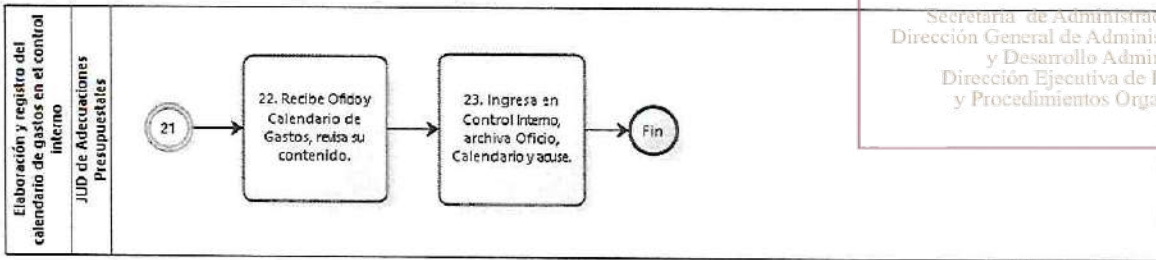 Secretaría de Administrac
Dirección General de Adminis
y Desarrollo Admin
Dirección Ejecutiva de
y Procedimientos Orga
Elaboración y registro del
calendario de gastos en el control
interno
JUD de Adecuaciones
Presupuestales
21
22. Recibe Oficio y
Calendario de
Gastos, revisa su
contenido.
23. Ingresa en
Control Interno,
archiva Oficio,
Calendario y acuse.
Fin